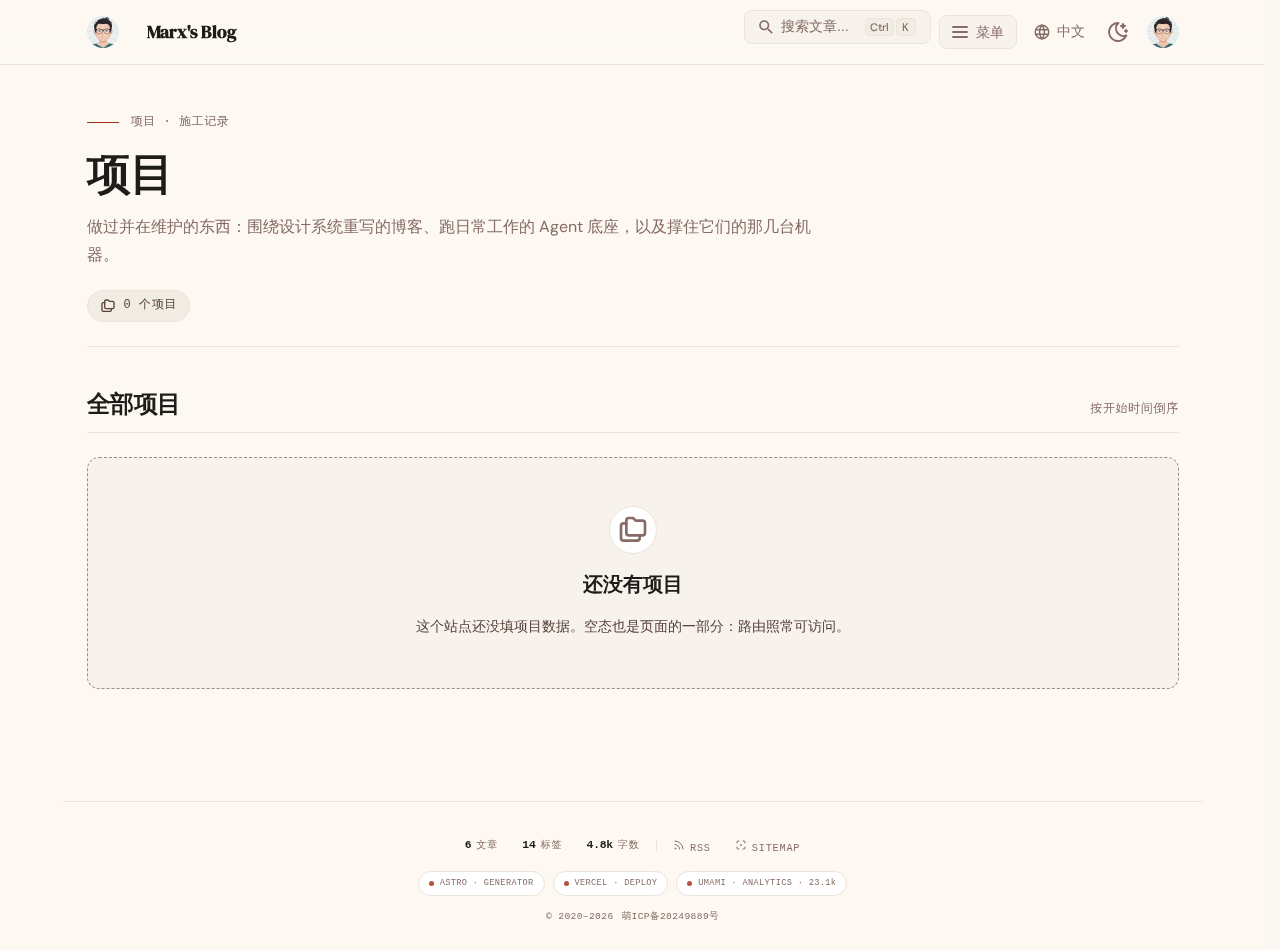 Marx's Blog
搜索文章... Ctrl K
菜单
中文
项目 · 施工记录
项目
做过并在维护的东西：围绕设计系统重写的博客、跑日常工作的 Agent 底座，以及撑住它们的那几台机
器。
0 个项目
全部项目
按开始时间倒序
还没有项目
这个站点还没填项目数据。空态也是页面的一部分：路由照常可访问。
6 文章 14 标签 4.8k 字数 RSS SITEMAP
ASTRO · GENERATOR VERCEL · DEPLOY UMAMI · ANALYTICS · 23.1k
© 2020–2026 萌ICP备20249889号